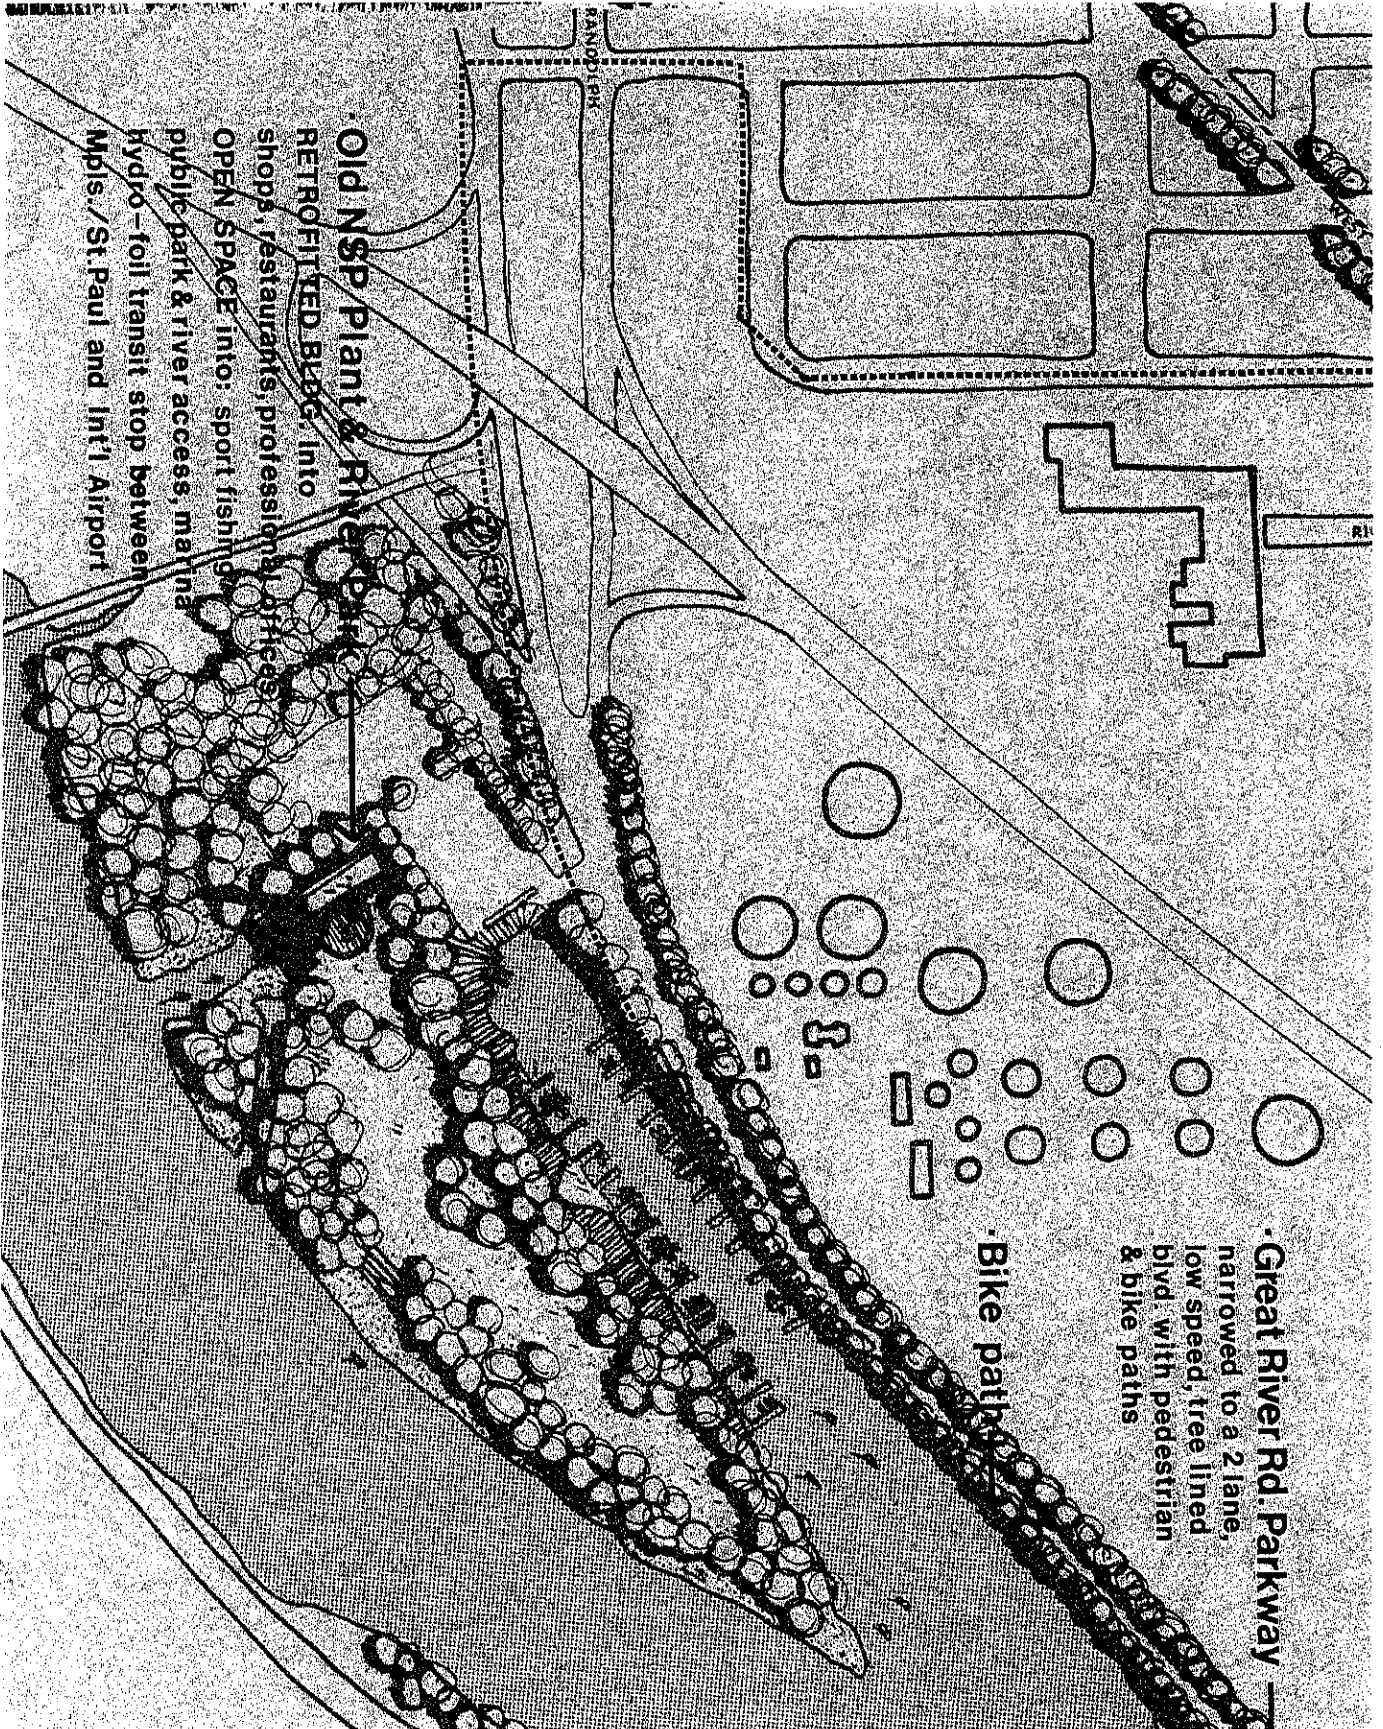 RANDOLPH
WEST
·Old NSP Plant & River Park
RETROFITTED BLDG. into
shops, restaurants, professional offices
OPEN SPACE into: sport fishing
public park & river access, marina
hydro-foil transit stop between
Mpls./St.Paul and Int'l Airport
·Great River Rd. Parkway
narrowed to a 2 lane,
low speed, tree lined
blvd. with pedestrian
& bike paths
·Bike path